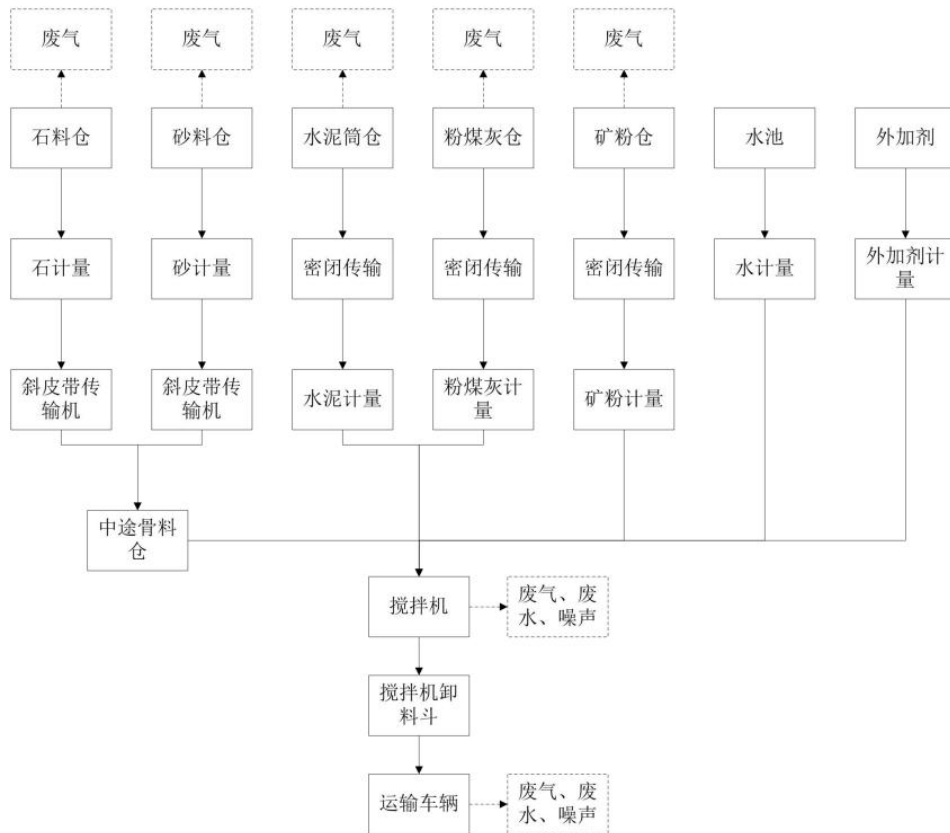 废气
废气
废气
废气
废气
石料仓
砂料仓
水泥筒仓
粉煤灰仓
矿粉仓
水池
外加剂
石计量
砂计量
密闭传输
密闭传输
密闭传输
水计量
外加剂计
量
斜皮带传
输机
斜皮带传
输机
水泥计量
粉煤灰计
量
矿粉计量
中途骨料
仓
搅拌机
废气、废
水、噪声
搅拌机卸
料斗
运输车辆
废气、废
水、噪声